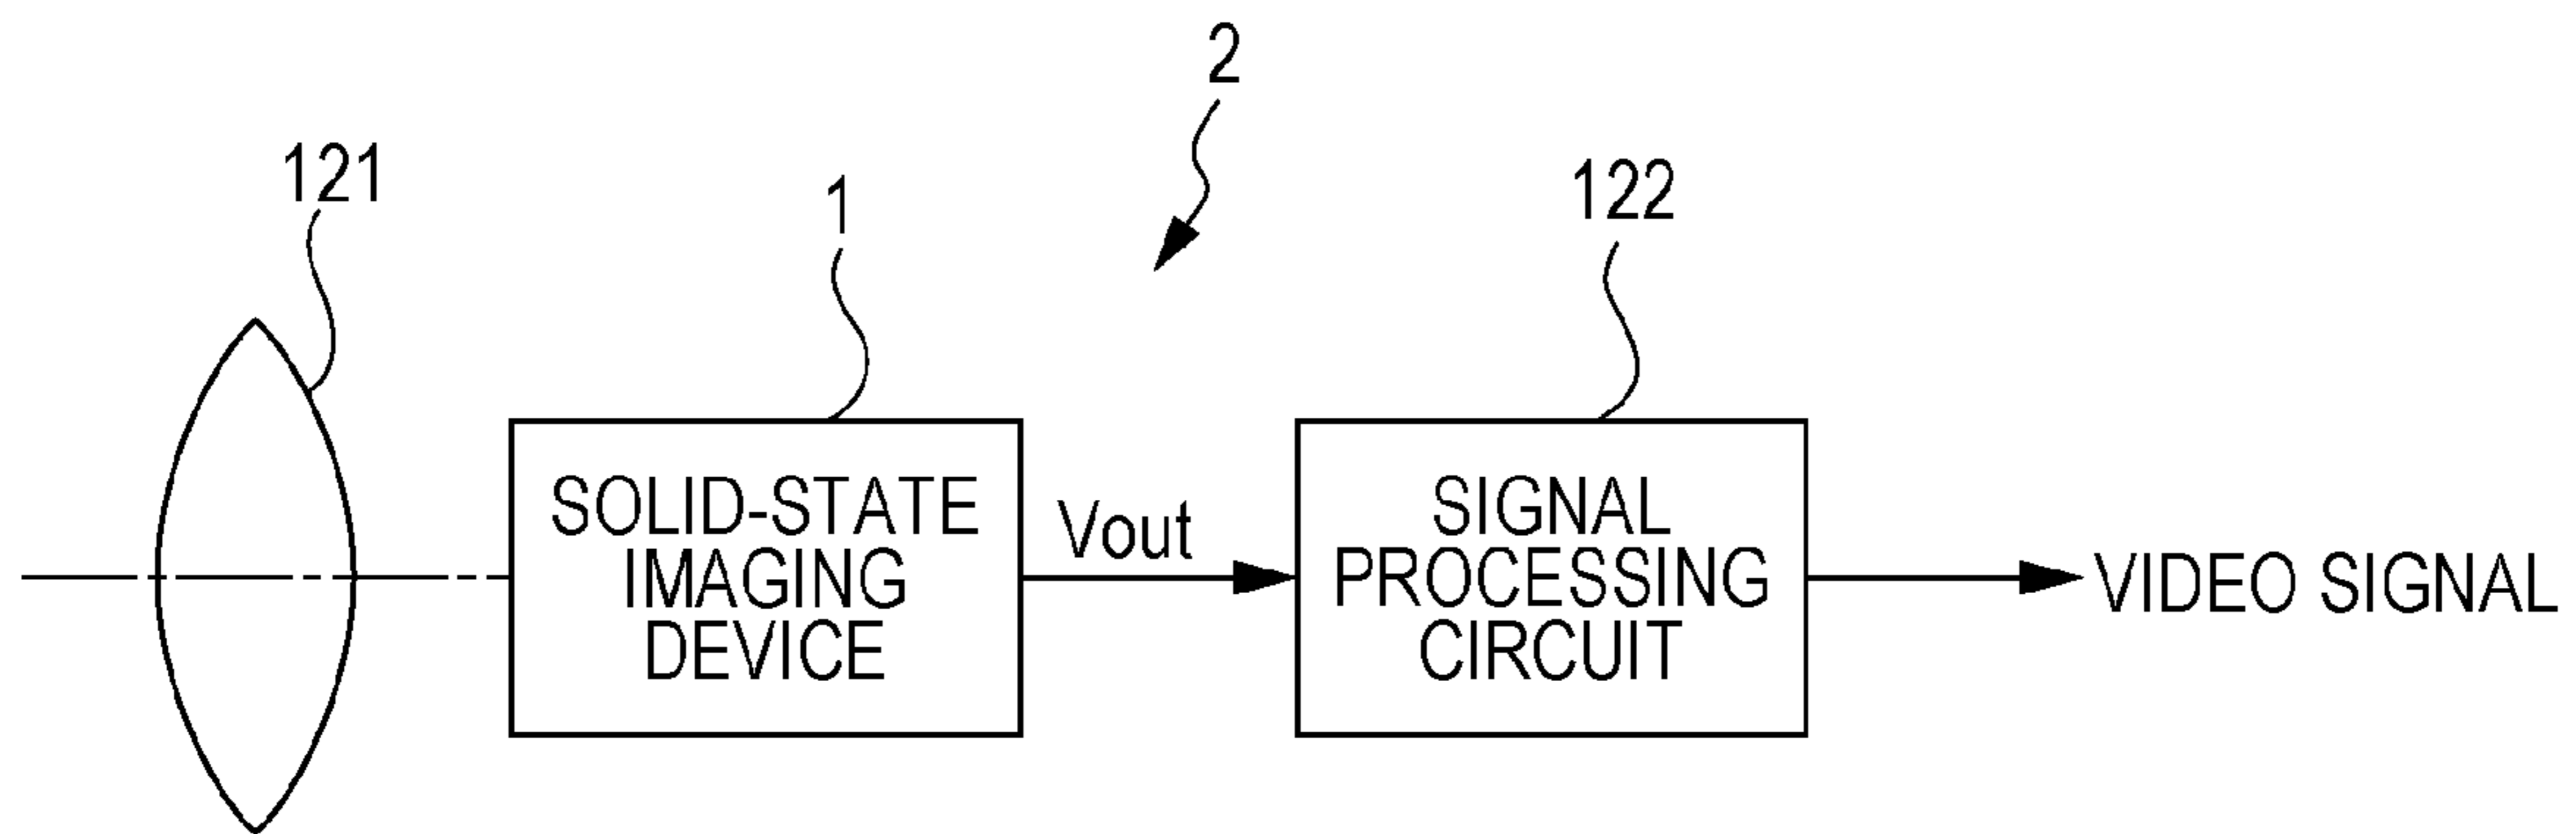 2
121
1
122
SOLID-STATE
IMAGING
DEVICE
Vout
SIGNAL
PROCESSING
CIRCUIT
VIDEO SIGNAL